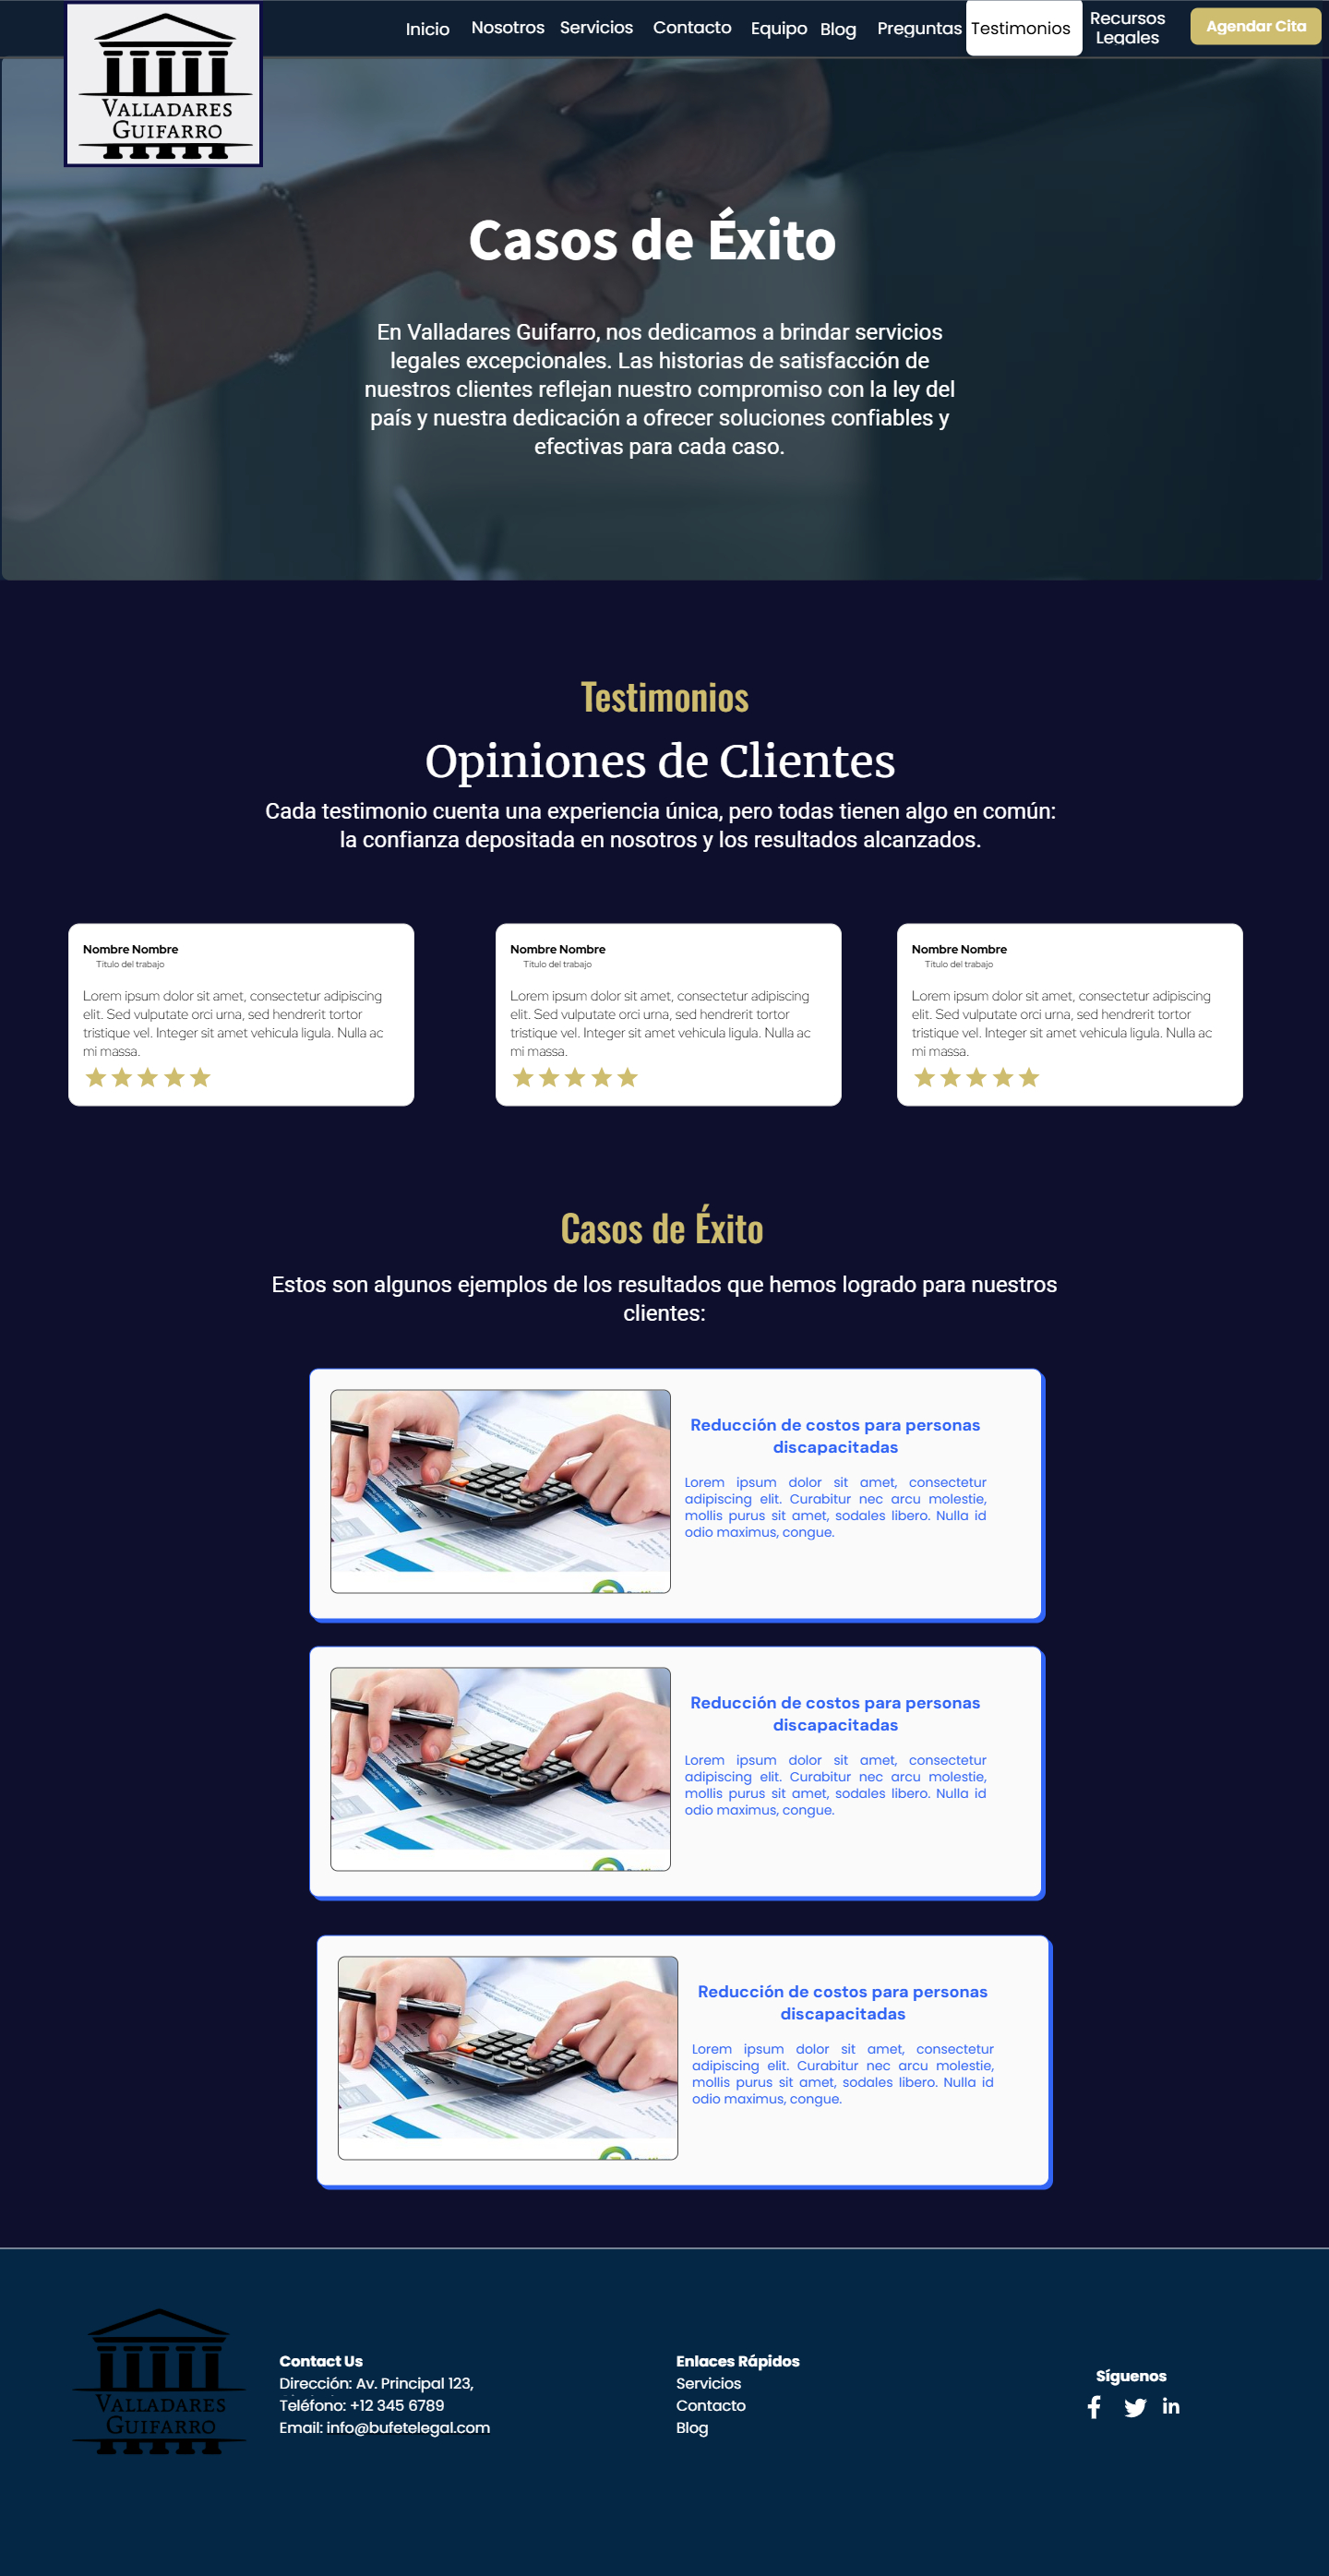 Inicio Nosotros Servicios Contacto Equipo Blog Preguntas Testimonios Recursos Legales Agendar Cita
VALLADARES
GUIFARRO
Casos de Éxito
En Valladares Guifarro, nos dedicamos a brindar servicios
legales excepcionales. Las historias de satisfacción de
nuestros clientes reflejan nuestro compromiso con la ley del
país y nuestra dedicación a ofrecer soluciones confiables y
efectivas para cada caso.
Testimonios
Opiniones de Clientes
Cada testimonio cuenta una experiencia única, pero todas tienen algo en común:
la confianza depositada en nosotros y los resultados alcanzados.
Nombre Nombre
Título del trabajo
Lorem ipsum dolor sit amet, consectetur adipiscing
elit. Sed vulputate orci urna, sed hendrerit tortor
tristique vel. Integer sit amet vehicula ligula. Nulla ac
mi massa.
Nombre Nombre
Título del trabajo
Lorem ipsum dolor sit amet, consectetur adipiscing
elit. Sed vulputate orci urna, sed hendrerit tortor
tristique vel. Integer sit amet vehicula ligula. Nulla ac
mi massa.
Nombre Nombre
Título del trabajo
Lorem ipsum dolor sit amet, consectetur adipiscing
elit. Sed vulputate orci urna, sed hendrerit tortor
tristique vel. Integer sit amet vehicula ligula. Nulla ac
mi massa.
Casos de Éxito
Estos son algunos ejemplos de los resultados que hemos logrado para nuestros
clientes:
Reducción de costos para personas
discapacitadas
Lorem ipsum dolor sit amet, consectetur
adipiscing elit. Curabitur nec arcu molestie,
mollis purus sit amet, sodales libero. Nulla id
odio maximus, congue.
Reducción de costos para personas
discapacitadas
Lorem ipsum dolor sit amet, consectetur
adipiscing elit. Curabitur nec arcu molestie,
mollis purus sit amet, sodales libero. Nulla id
odio maximus, congue.
Reducción de costos para personas
discapacitadas
Lorem ipsum dolor sit amet, consectetur
adipiscing elit. Curabitur nec arcu molestie,
mollis purus sit amet, sodales libero. Nulla id
odio maximus, congue.
VALLADARES
GUIFARRO
Contact Us
Dirección: Av. Principal 123,
Teléfono: +12 345 6789
Email: info@bufetelegal.com
Enlaces Rápidos
Servicios
Contacto
Blog
Síguenos